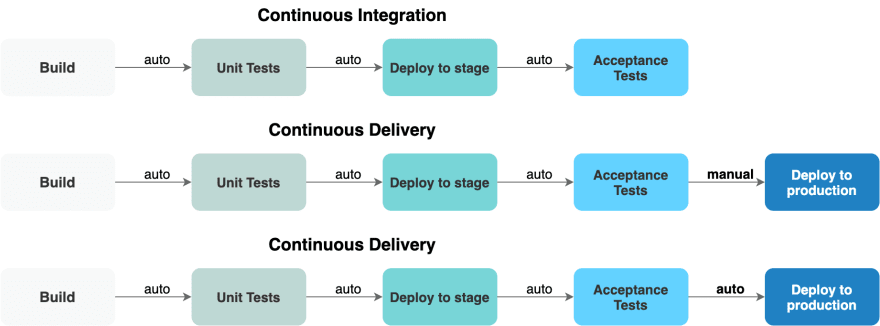 Continuous Integration
Build
auto
Unit Tests
auto
Deploy to stage
auto
Acceptance
Tests
Continuous Delivery
Build
auto
Unit Tests
auto
Deploy to stage
auto
Acceptance
Tests
manual
Deploy to
production
Continuous Delivery
Build
auto
Unit Tests
auto
Deploy to stage
auto
Acceptance
Tests
auto
Deploy to
production